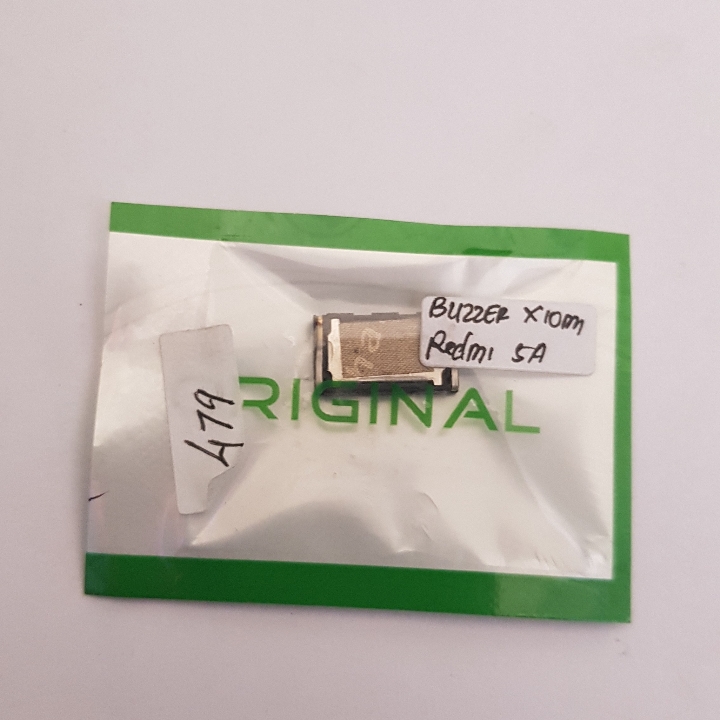 BUZZER XIOMI
Redmi 5A
RIGINAL
479